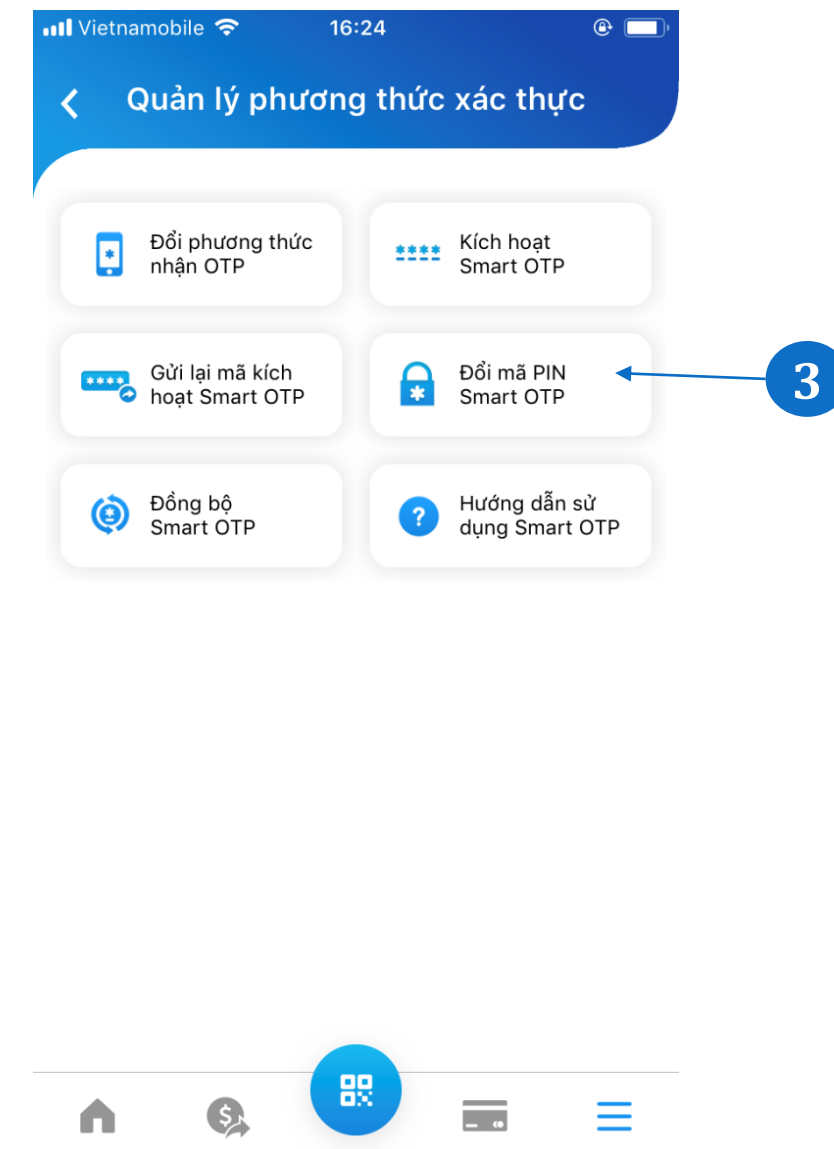 Vietnamobile 16:24
Quản lý phương thức xác thực
Đổi phương thức
nhận OTP
Kích hoạt
Smart OTP
Gửi lại mã kích
hoạt Smart OTP
Đổi mã PIN
Smart OTP
3
Đồng bộ
Smart OTP
Hướng dẫn sử
dụng Smart OTP